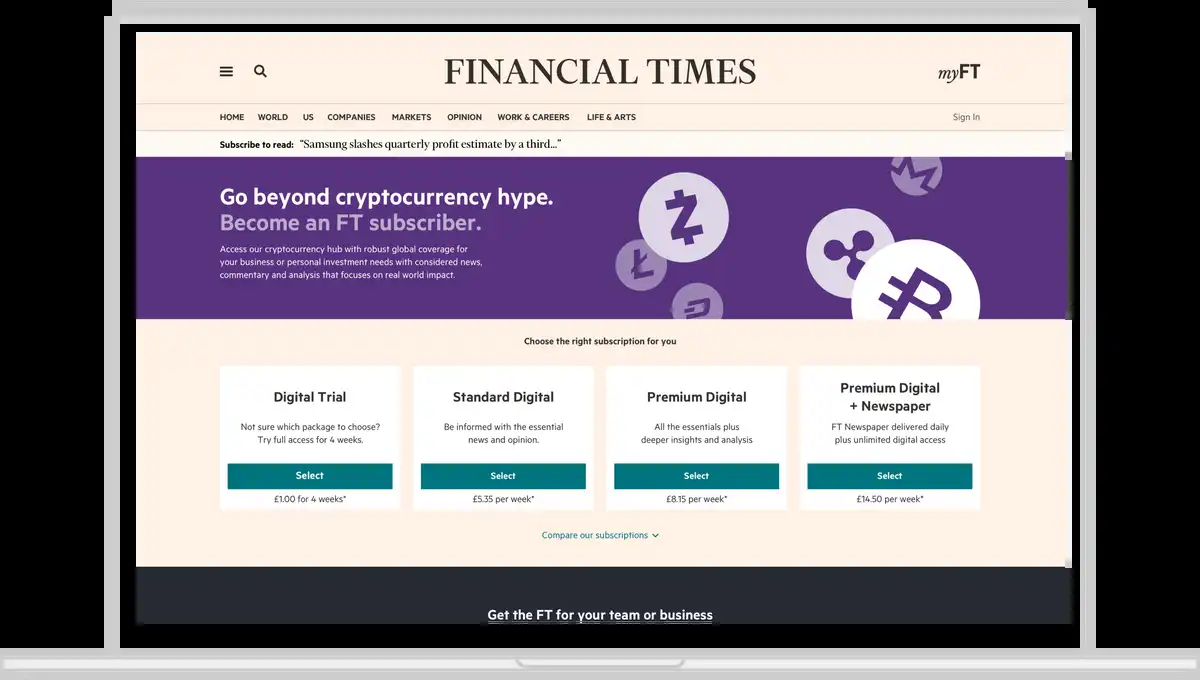 FINANCIAL TIMES
myFT
HOME WORLD US COMPANIES MARKETS OPINION WORK & CAREERS LIFE & ARTS Sign In
Subscribe to read: “Samsung slashes quarterly profit estimate by a third...”
Go beyond cryptocurrency hype.
Become an FT subscriber.
Access our cryptocurrency hub with robust global coverage for
your business or personal investment needs with considered news,
commentary and analysis that focuses on real world impact.
Choose the right subscription for you
Digital Trial
Not sure which package to choose?
Try full access for 4 weeks.
Select
£1.00 for 4 weeks*
Standard Digital
Be informed with the essential
news and opinion.
Select
£5.35 per week*
Premium Digital
All the essentials plus
deeper insights and analysis
Select
£8.15 per week*
Premium Digital
+ Newspaper
FT Newspaper delivered daily
plus unlimited digital access
Select
£14.50 per week*
Compare our subscriptions
Get the FT for your team or business